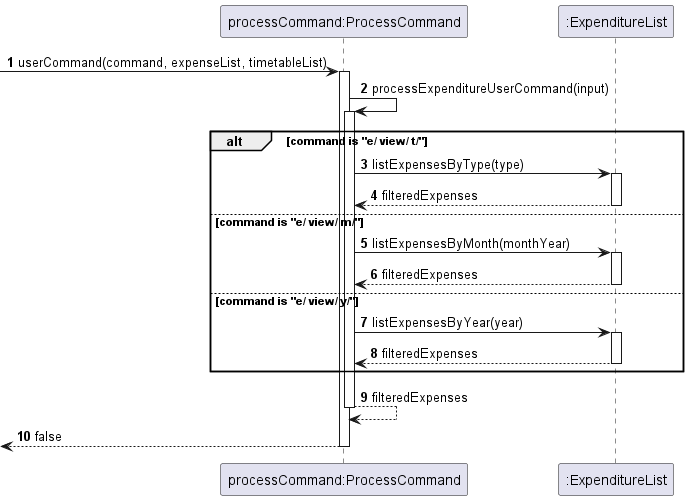 processCommand:ProcessCommand
:ExpenditureList
1 userCommand(command, expenseList, timetableList)
2 processExpenditureUserCommand(input)
alt [command is "e/ view/ t/"]
3 listExpensesByType(type)
4 filteredExpenses
[command is "e/ view/ m/"]
5 listExpensesByMonth(monthYear)
6 filteredExpenses
[command is "e/ view/ y/"]
7 listExpensesByYear(year)
8 filteredExpenses
9 filteredExpenses
10 false
processCommand:ProcessCommand
:ExpenditureList